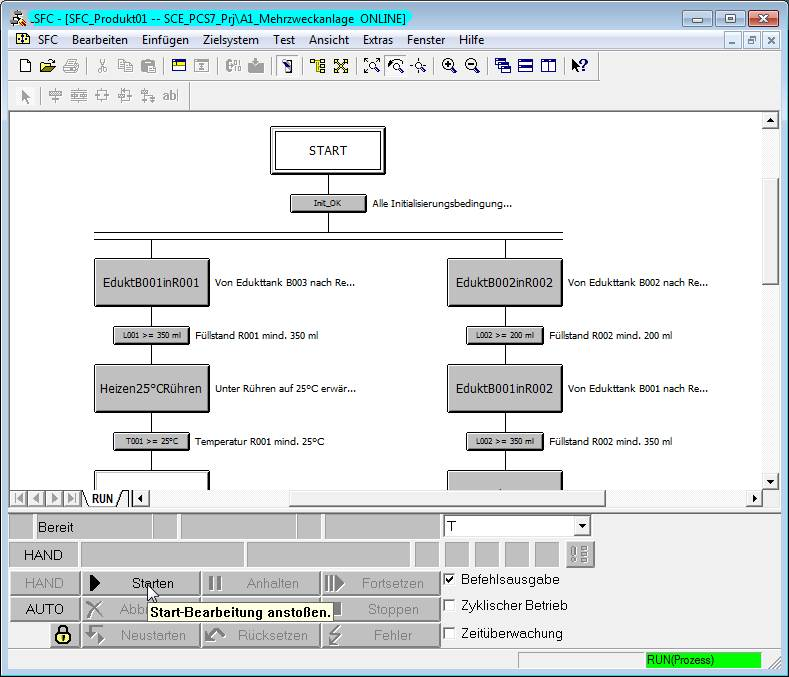 SFC - [SFC_Produkt01 -- SCE_PCS7_Prj\A1_Mehrzweckanlage ONLINE]
SFC Bearbeiten Einfügen Zielsystem Test Ansicht Extras Fenster Hilfe
ab|
START
Init_OK Alle Initialisierungsbedingung...
EduktB001inR001 Von Edukttank B003 nach Re... EduktB002inR002 Von Edukttank B002 nach Re...
L001 >= 350 ml Füllstand R001 mind. 350 ml L002 >= 200 ml Füllstand R002 mind. 200 ml
Heizen25°CRühren Unter Rühren auf 25°C erwär... EduktB001inR002 Von Edukttank B001 nach Re...
T001 >= 25°C Temperatur R001 mind. 25°C L002 >= 350 ml Füllstand R002 mind. 350 ml
RUN
Bereit T
HAND
HAND Starten Anhalten Fortsetzen Befehlsausgabe
AUTO Stoppen Zyklischer Betrieb
Start-Bearbeitung anstoßen.
Neustarten Rücksetzen Fehler Zeitüberwachung
RUN(Prozess)